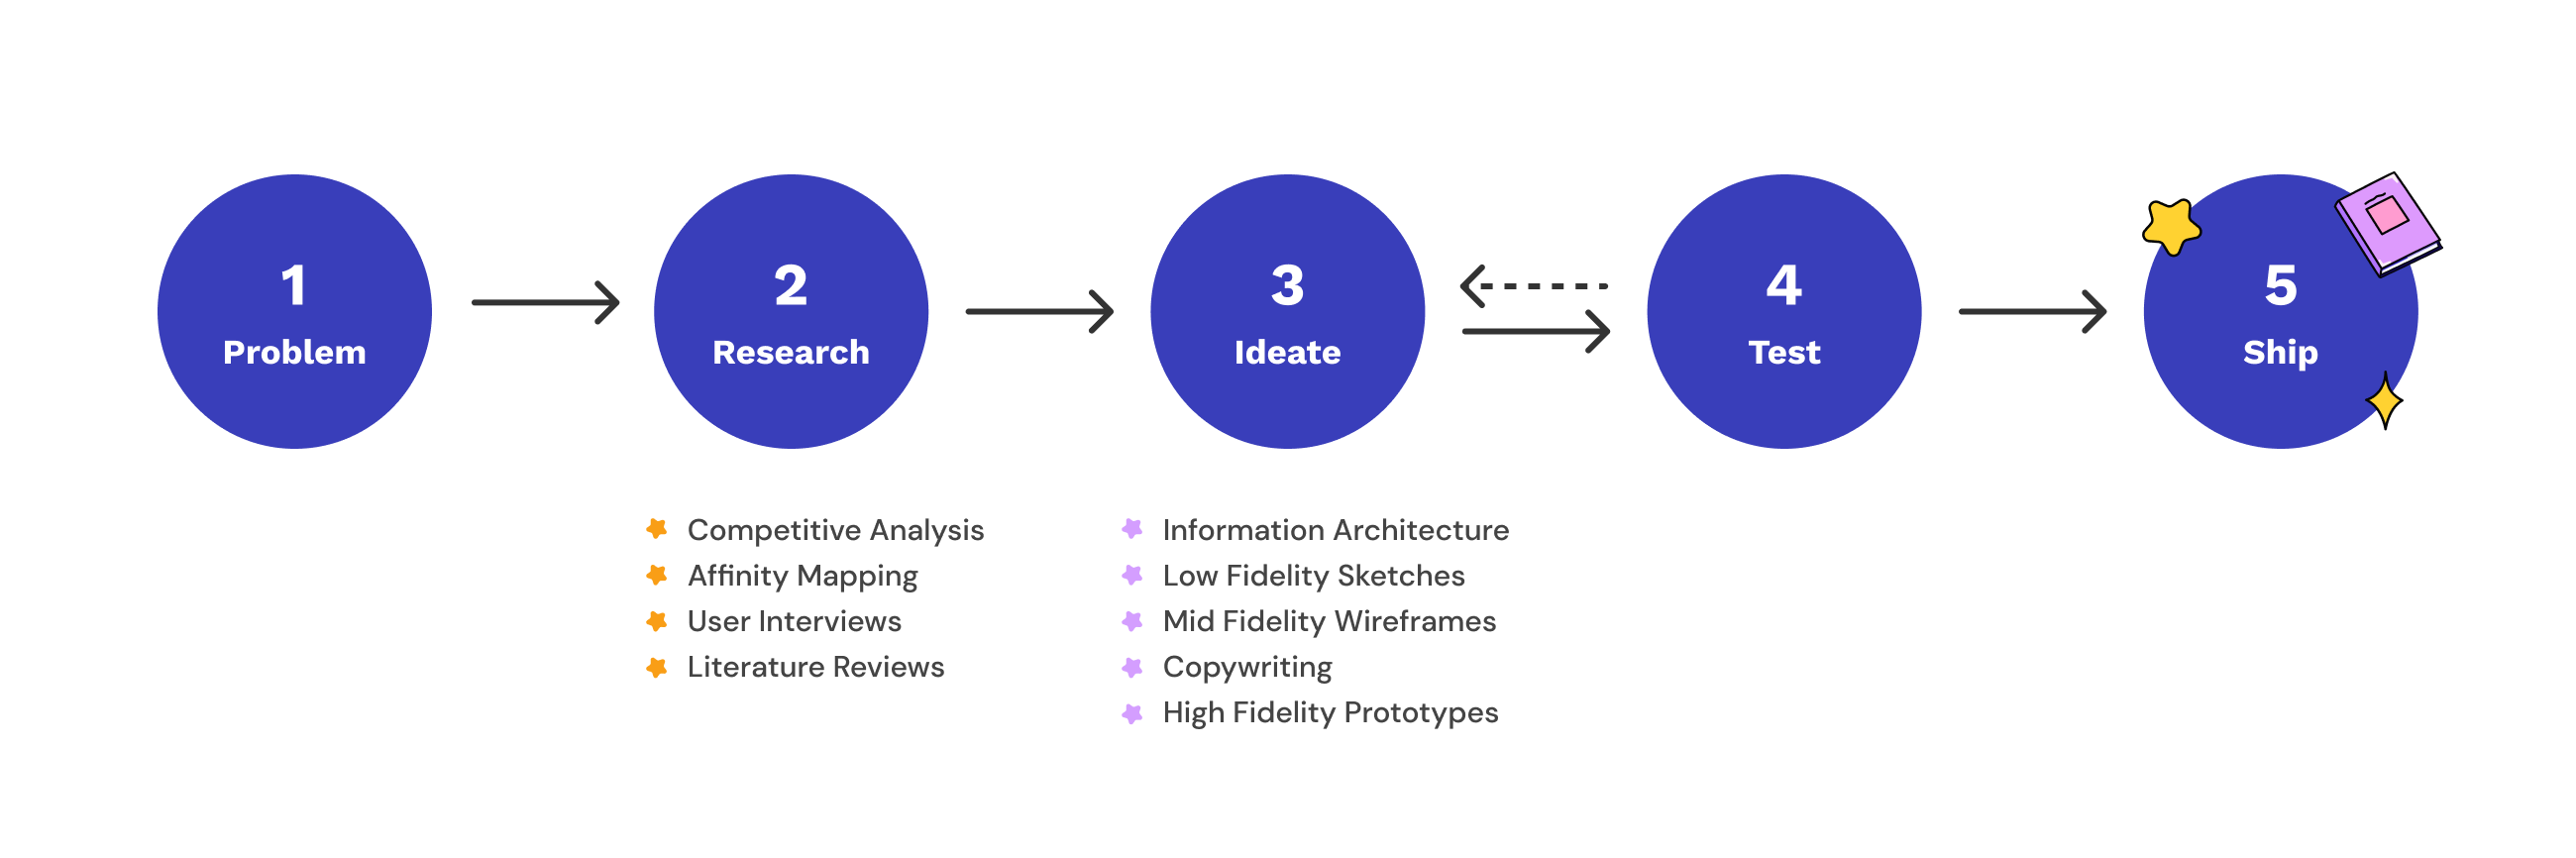 1
Problem
2
Research
3
Ideate
4
Test
5
Ship
Competitive Analysis
Affinity Mapping
User Interviews
Literature Reviews
Information Architecture
Low Fidelity Sketches
Mid Fidelity Wireframes
Copywriting
High Fidelity Prototypes